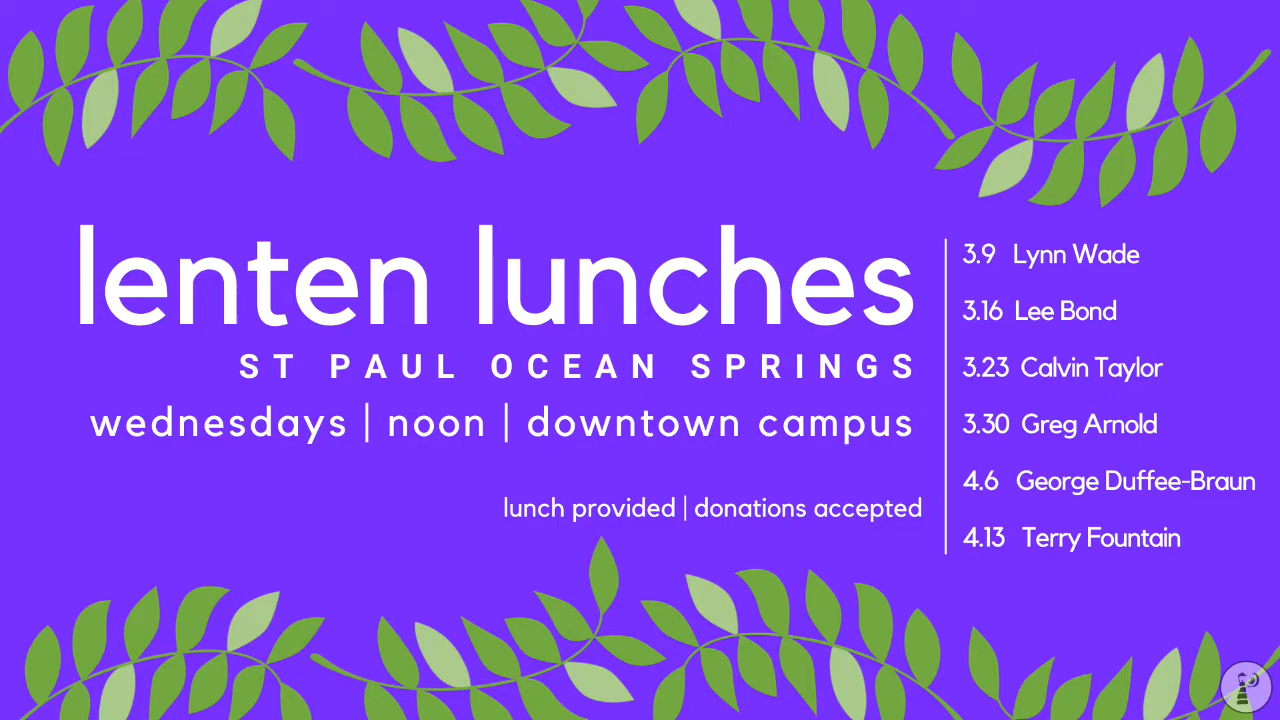 lenten lunches
ST PAUL OCEAN SPRINGS
wednesdays | noon | downtown campus
lunch provided | donations accepted
3.9 Lynn Wade
3.16 Lee Bond
3.23 Calvin Taylor
3.30 Greg Arnold
4.6 George Duffee-Braun
4.13 Terry Fountain